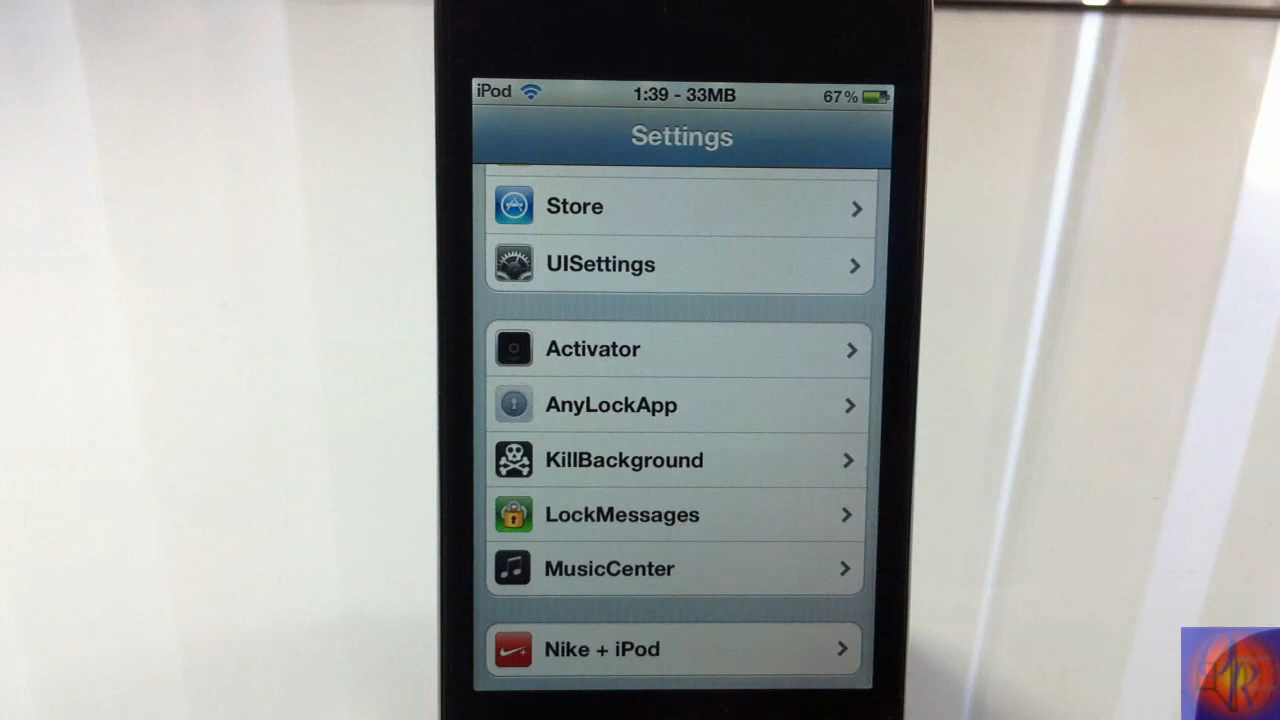 iPod 1:39 - 33MB 67%
Settings
Store
UISettings
Activator
AnyLockApp
KillBackground
LockMessages
MusicCenter
Nike + iPod